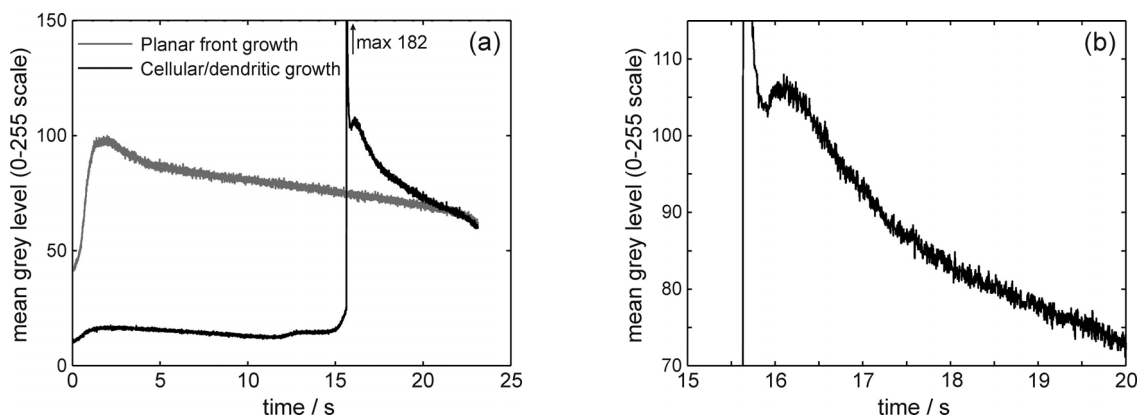 150
100
50
0
0
5
10
15
20
25
mean grey level (0-255 scale)
time / s
Planar front growth
Cellular/dendritic growth
max 182
(a)
110
100
90
80
70
15
16
17
18
19
20
mean grey level (0-255 scale)
time / s
(b)